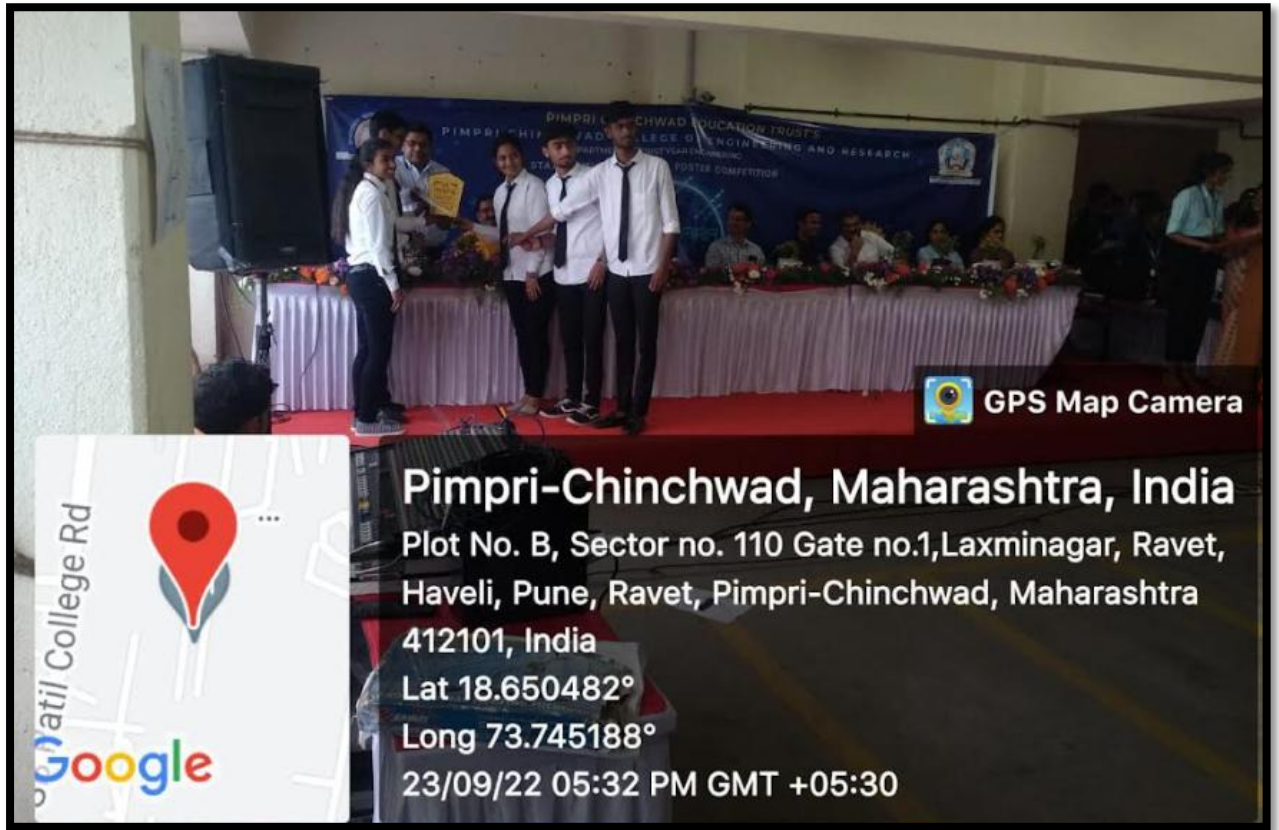 PIMPRI CHINCHWAD EDUCATION TRUST'S
PIMPRI CHINCHWAD COLLEGE OF ENGINEERING AND RESEARCH
POSTER COMPETITION
GPS Map Camera
Pimpri-Chinchwad, Maharashtra, India
Plot No. B, Sector no. 110 Gate no.1,Laxminagar, Ravet,
Haveli, Pune, Ravet, Pimpri-Chinchwad, Maharashtra
412101, India
Lat 18.650482°
Long 73.745188°
23/09/22 05:32 PM GMT +05:30
College Rd
Google